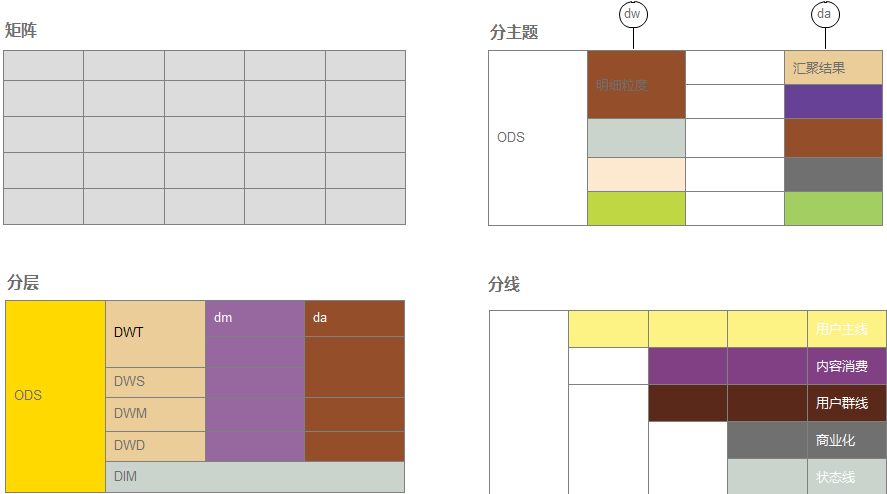 矩阵
分主题
dw
da
明细粒度
汇聚结果
ODS
分层
ODS
DWT
dm
da
DWS
DWM
DWD
DIM
分线
用户主线
内容消费
用户群线
商业化
状态线